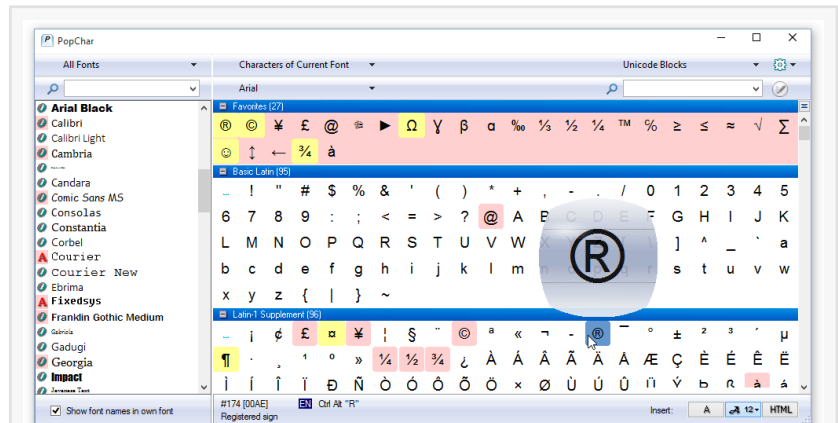 PopChar
All Fonts Characters of Current Font Unicode Blocks
Arial
Arial Black
Calibri
Calibri Light
Cambria
Candara
Comic Sans MS
Consolas
Constantia
Corbel
Courier
Courier New
Ebrima
Fixedsys
Franklin Gothic Medium
Gabriola
Gadugi
Georgia
Impact
Javanese Text
Show font names in own font
Favorites (27)
® © ¥ £ @ ► Ω γ β α ‰ ⅓ ½ ¼ ™ ℅ ≥ ≤ ≈ √ Σ
☺ ↕ ← ¾ à
Basic Latin (95)
! " # $ % & ' ( ) * + , - . / 0 1 2 3 4 5
6 7 8 9 : ; < = > ? @ A B C D E F G H I J K
L M N O P Q R S T U V W X ] ^ _ ` a
b c d e f g h i j k l m n r s t u v w
x y z { | } ~
®
Latin-1 Supplement (96)
¡ ¢ £ ¤ ¥ ¦ § ¨ © ª « ¬ - ® ¯ ° ± ² ³ ´ µ
¶ · ¸ ¹ º » ¼ ½ ¾ ¿ À Á Â Ã Ä Å Æ Ç È É Ê Ë
Ì Í Î Ï Ð Ñ Ò Ó Ô Õ Ö × Ø Ù Ú Û Ü Ý Þ ß à á
#174 [00AE] EN Ctrl Alt "R"
Registered sign
Insert: A A 12 HTML